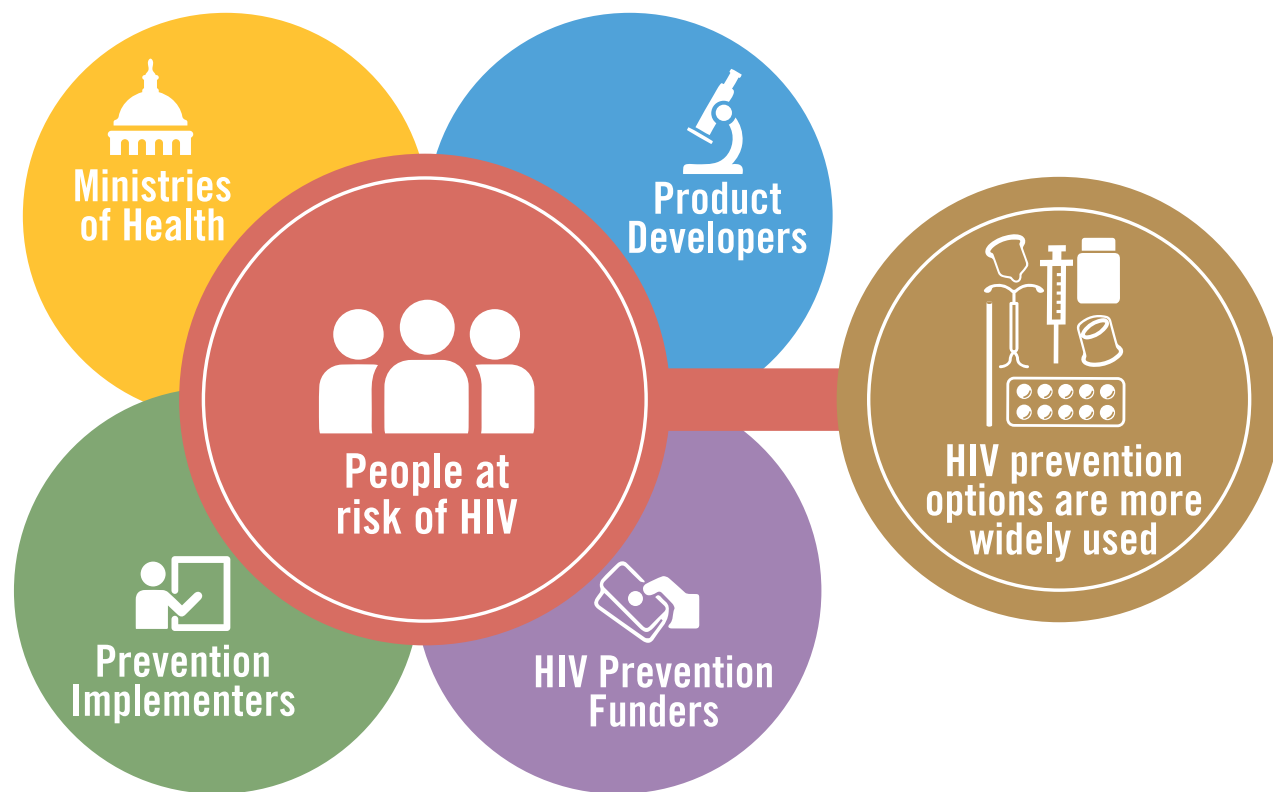 Ministries
of Health
Product
Developers
People at
risk of HIV
HIV prevention
options are more
widely used
Prevention
Implementers
HIV Prevention
Funders